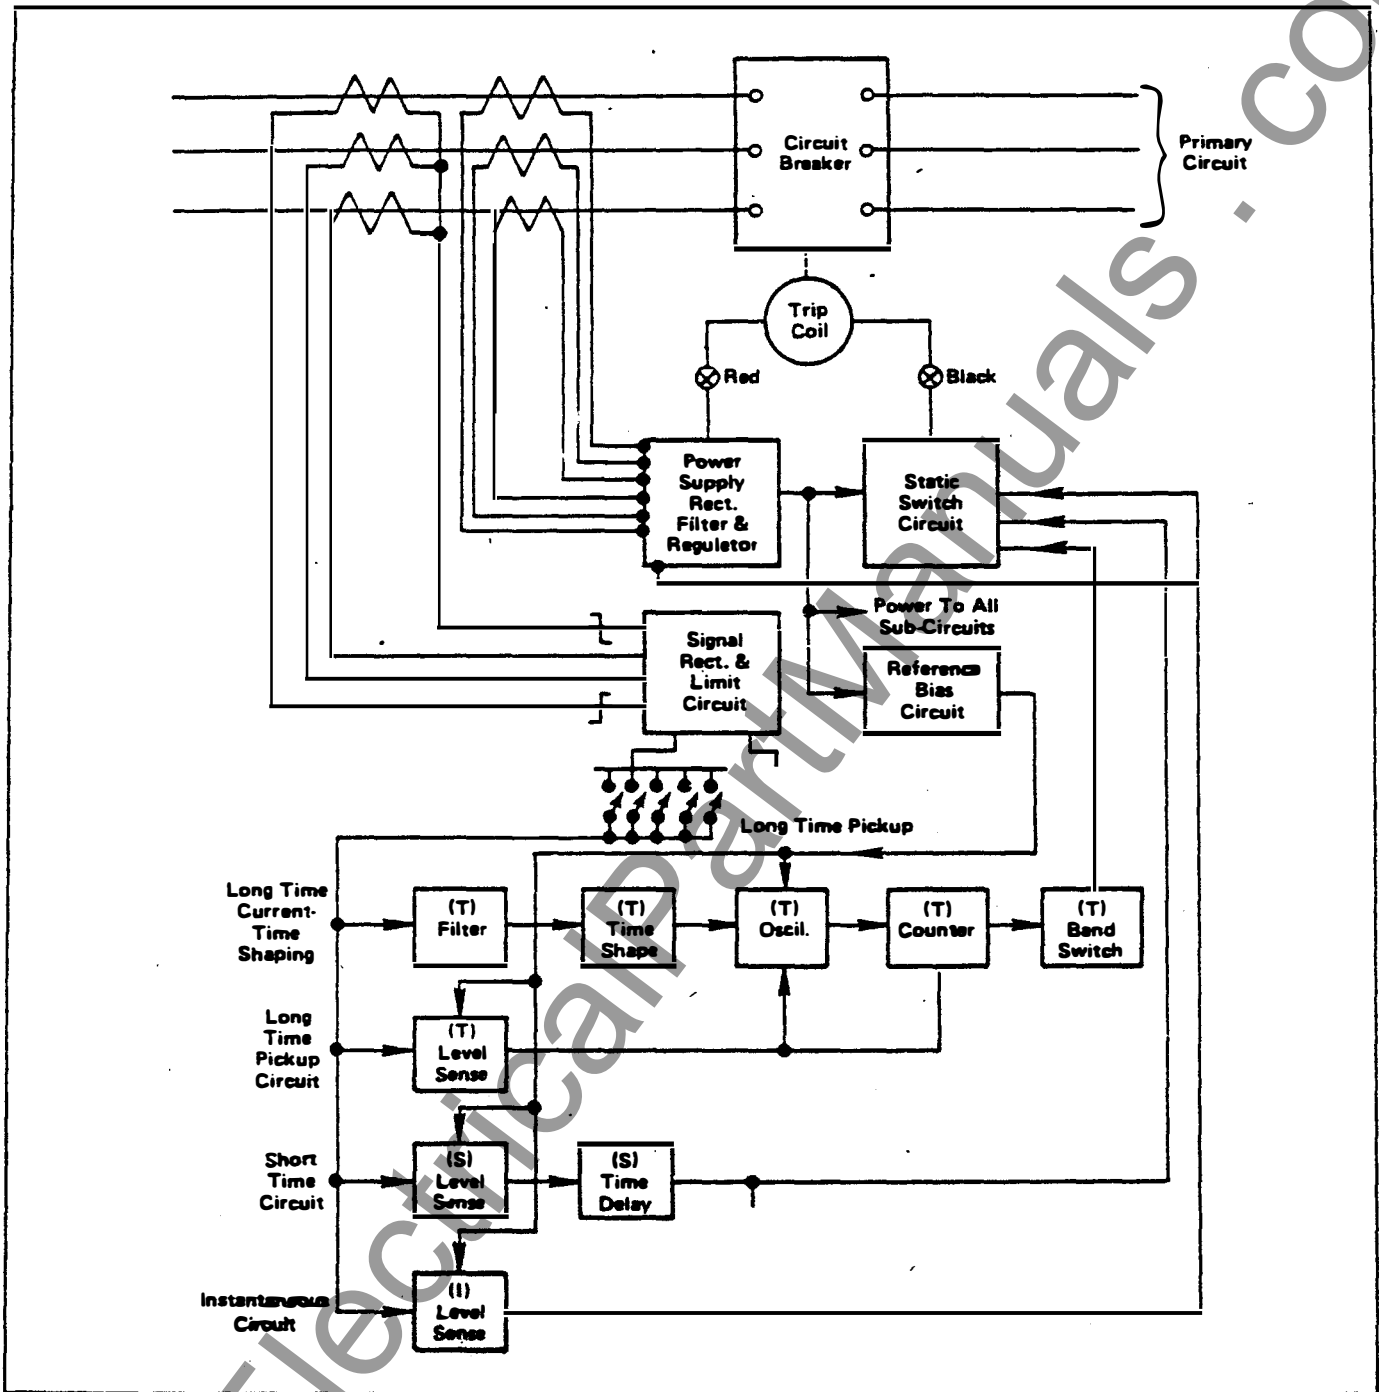 Circuit
Breaker
Primary
Circuit
Trip
Coil
Red
Black
Power
Supply
Rect.
Filter &
Reguletor
Static
Switch
Circuit
Power To All
Sub-Circuits
Signal
Rect. &
Limit
Circuit
Reference
Bias
Circuit
Long Time Pickup
Long Time
Current-
Time
Shaping
(T)
Filter
(T)
Time
Shape
(T)
Oscil.
(T)
Counter
(T)
Band
Switch
Long
Time
Pickup
Circuit
(T)
Level
Sense
Short
Time
Circuit
(S)
Level
Sense
(S)
Time
Delay
Instantaneous
Circuit
(I)
Level
Sense
ElectricalPartManuals . co